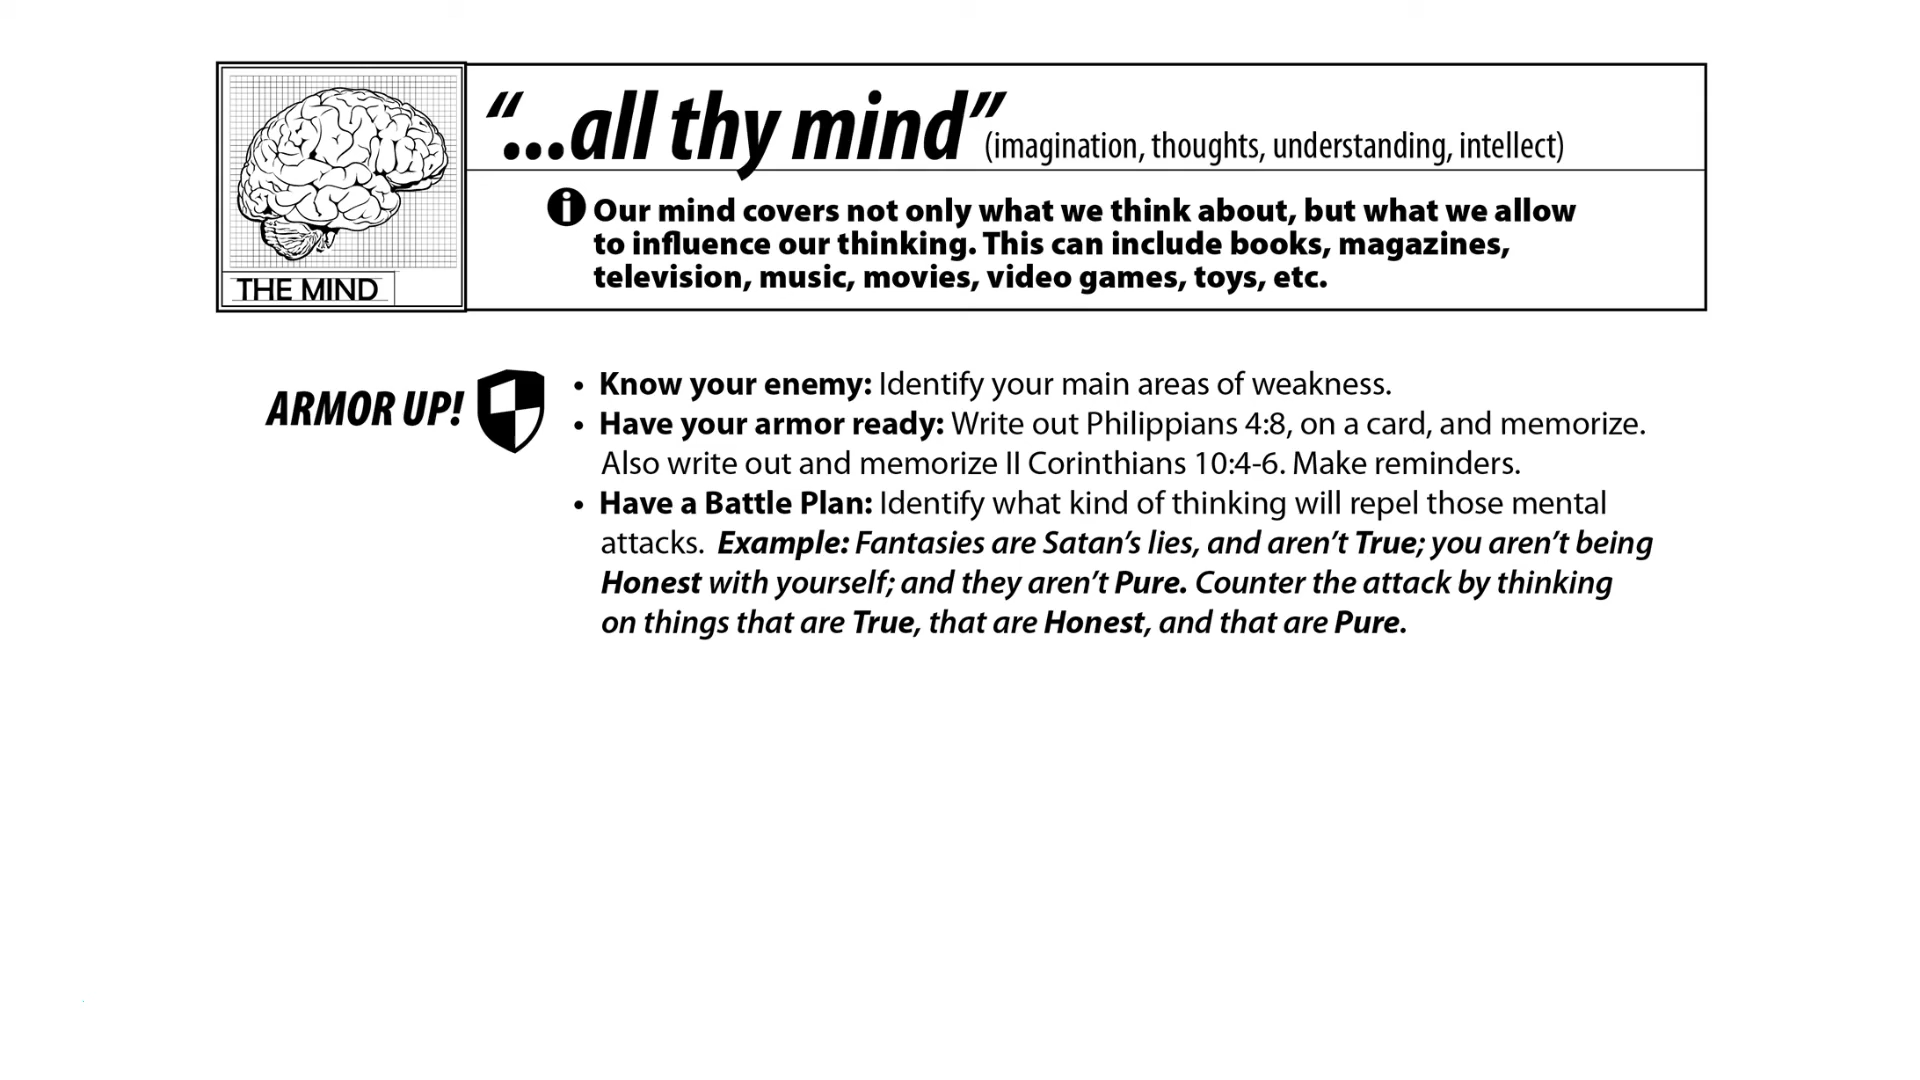 “...all thy mind” (imagination, thoughts, understanding, intellect)
i Our mind covers not only what we think about, but what we allow
to influence our thinking. This can include books, magazines,
television, music, movies, video games, toys, etc.
THE MIND
ARMOR UP!
• Know your enemy: Identify your main areas of weakness.
• Have your armor ready: Write out Philippians 4:8, on a card, and memorize.
Also write out and memorize II Corinthians 10:4-6. Make reminders.
• Have a Battle Plan: Identify what kind of thinking will repel those mental
attacks. Example: Fantasies are Satan’s lies, and aren’t True; you aren’t being
Honest with yourself; and they aren’t Pure. Counter the attack by thinking
on things that are True, that are Honest, and that are Pure.